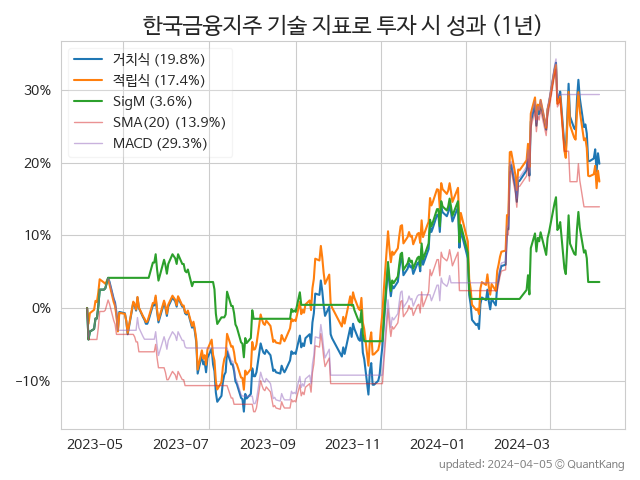 한국금융지주 기술 지표로 투자 시 성과 (1년)
거치식 (19.8%)
적립식 (17.4%)
SigM (3.6%)
SMA(20) (13.9%)
MACD (29.3%)
30%
20%
10%
0%
−10%
2023-05 2023-07 2023-09 2023-11 2024-01 2024-03
updated: 2024-04-05 © QuantKang